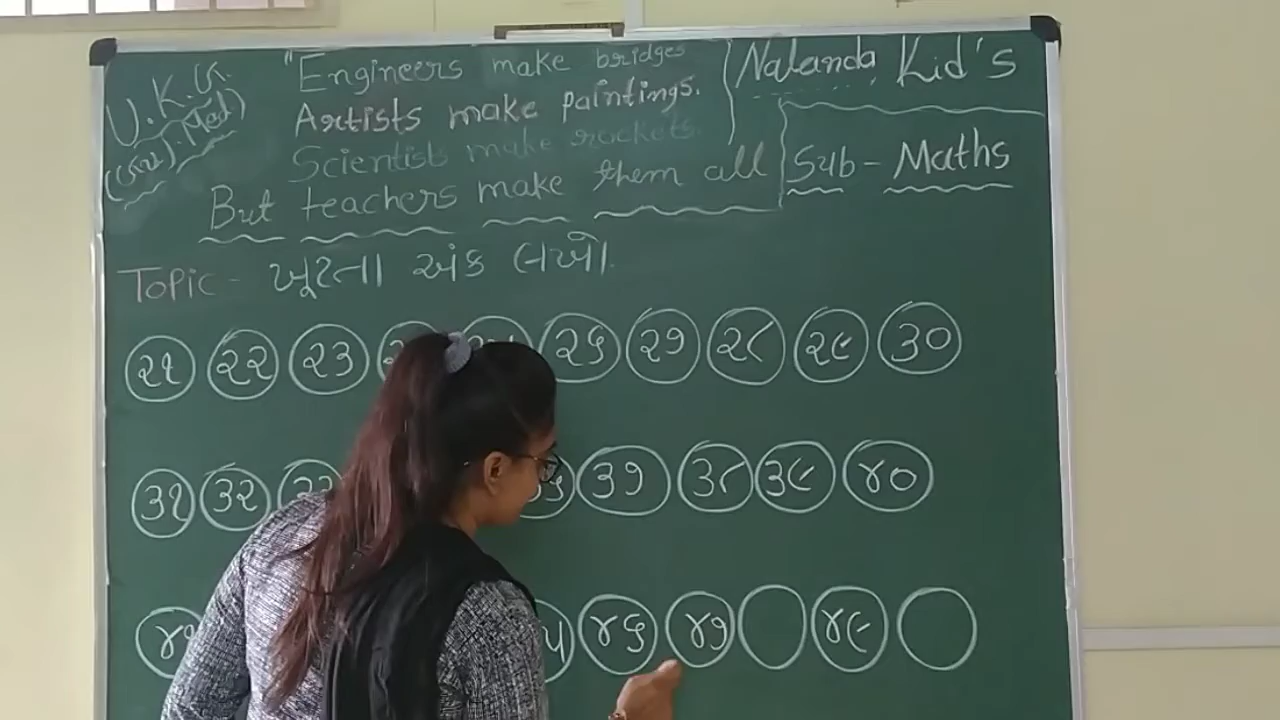 U.K.G.
(ગુજ). Med)
"Engineers make bridges
Artists make paintings.
Scientists make rockets.
But teachers make them all
Nalanda Kid's
Sub - Maths
Topic - ખૂટતા અંક લખો.
૨૧ ૨૨ ૨૩ ૨૬ ૨૭ ૨૮ ૨૯ ૩૦
૩૧ ૩૨ ૩૩ ૩૬ ૩૭ ૩૮ ૩૯ ૪૦
૪૧ ૪૬ ૪૭ ૪૯